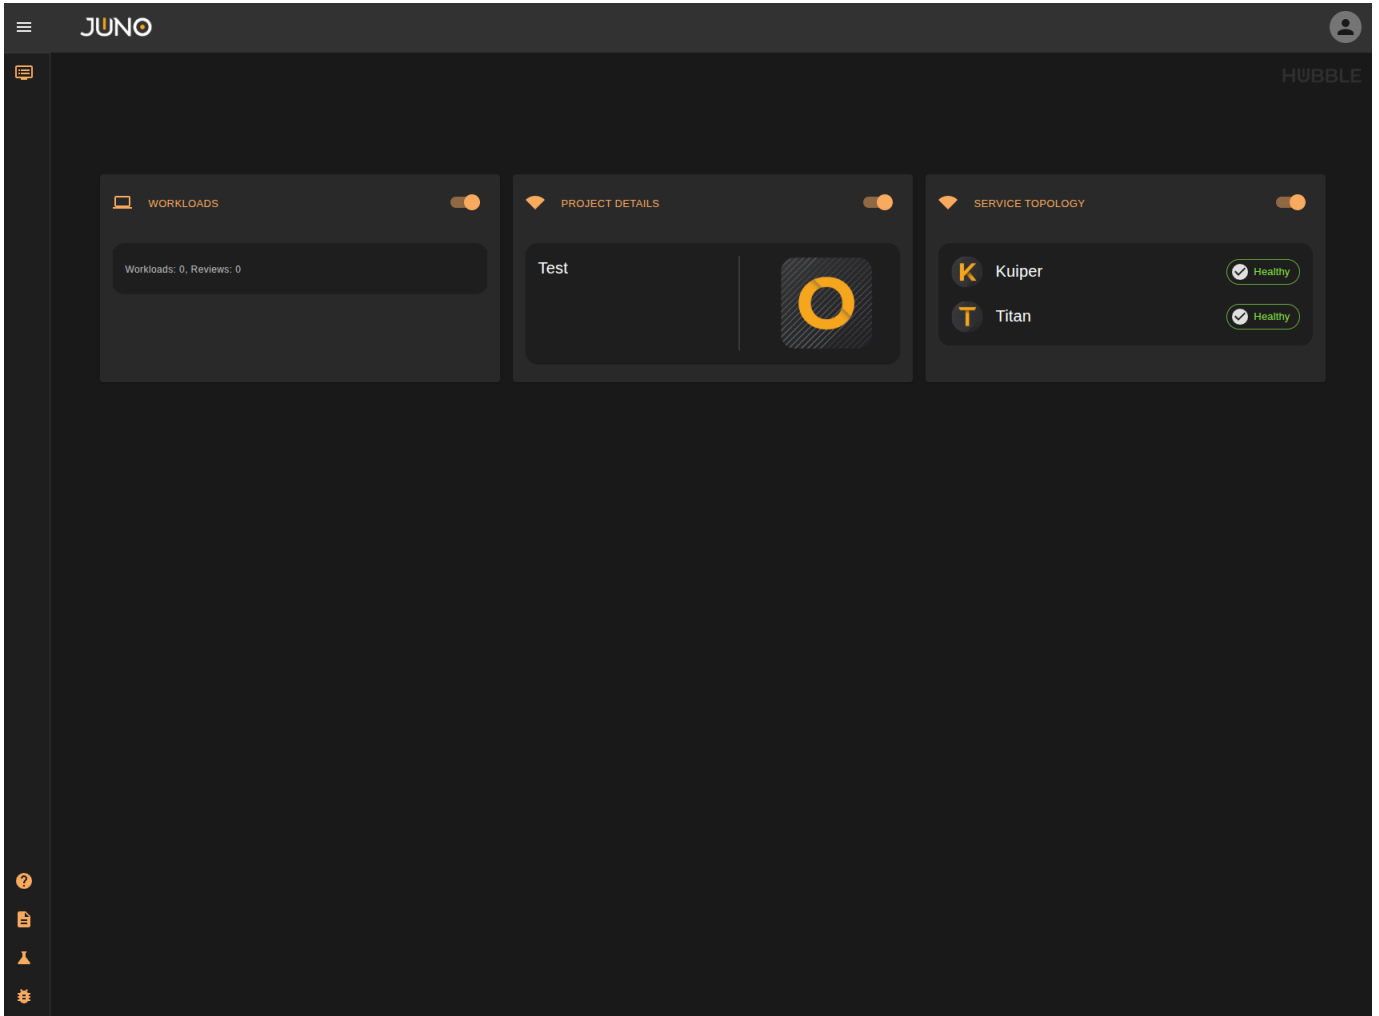 JUNO
HUBBLE
WORKLOADS
Workloads: 0, Reviews: 0
PROJECT DETAILS
Test
SERVICE TOPOLOGY
K Kuiper Healthy
T Titan Healthy